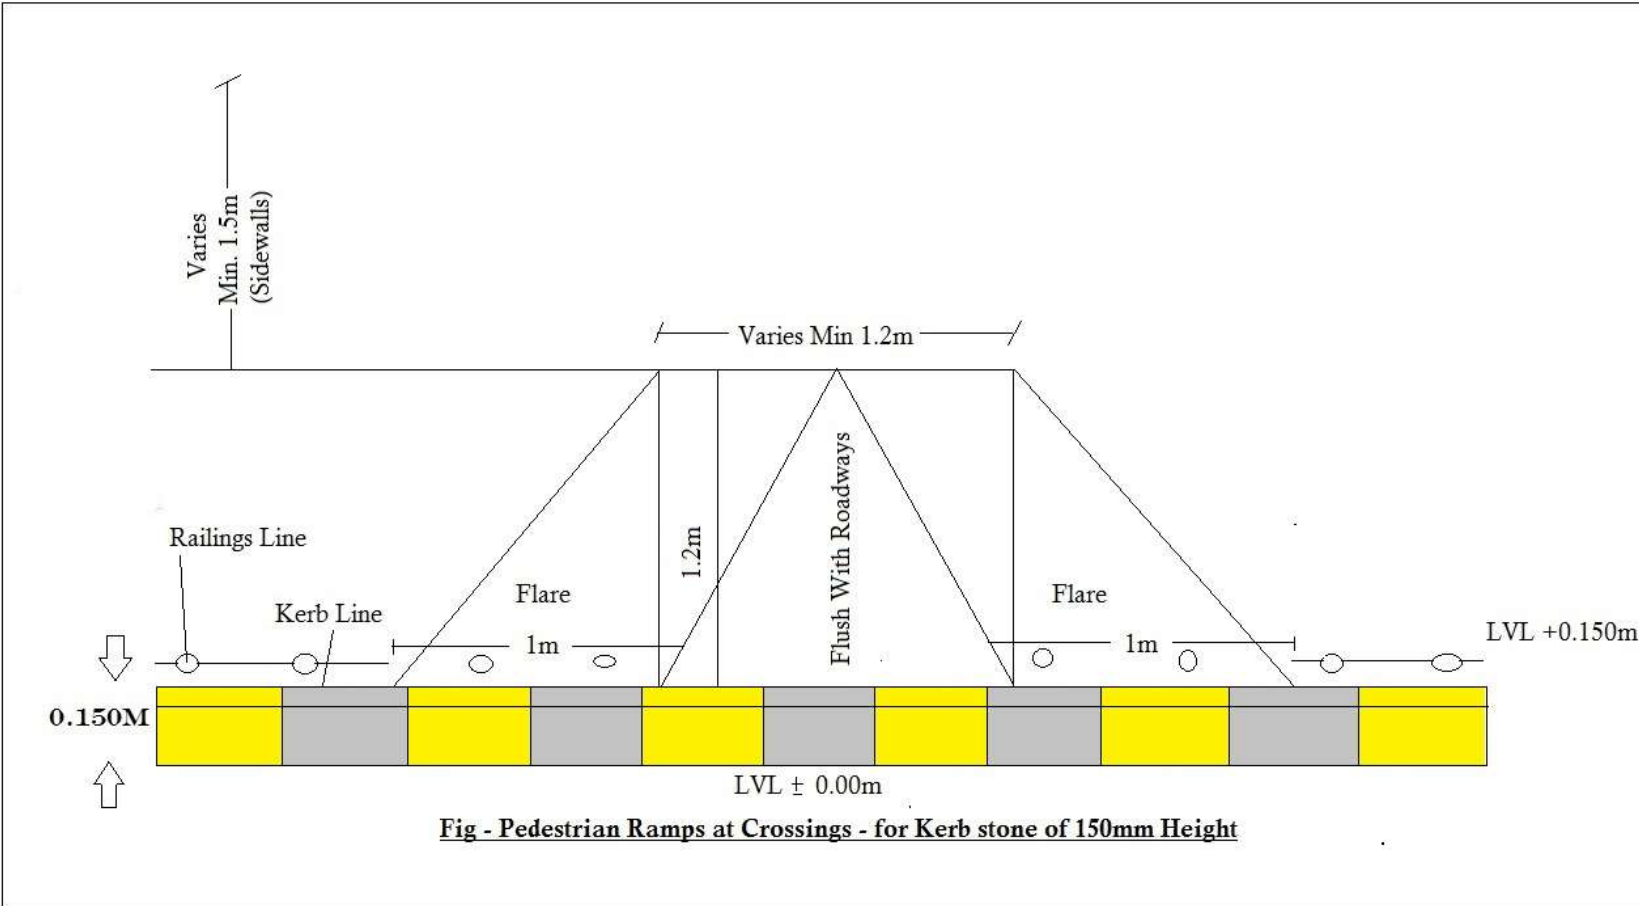 Varies
Min. 1.5m
(Sidewalls)
Varies Min 1.2m
Flush With Roadways
1.2m
Railings Line
Kerb Line
Flare
1m
Flare
1m
LVL +0.150m
0.150M
LVL ± 0.00m
Fig - Pedestrian Ramps at Crossings - for Kerb stone of 150mm Height